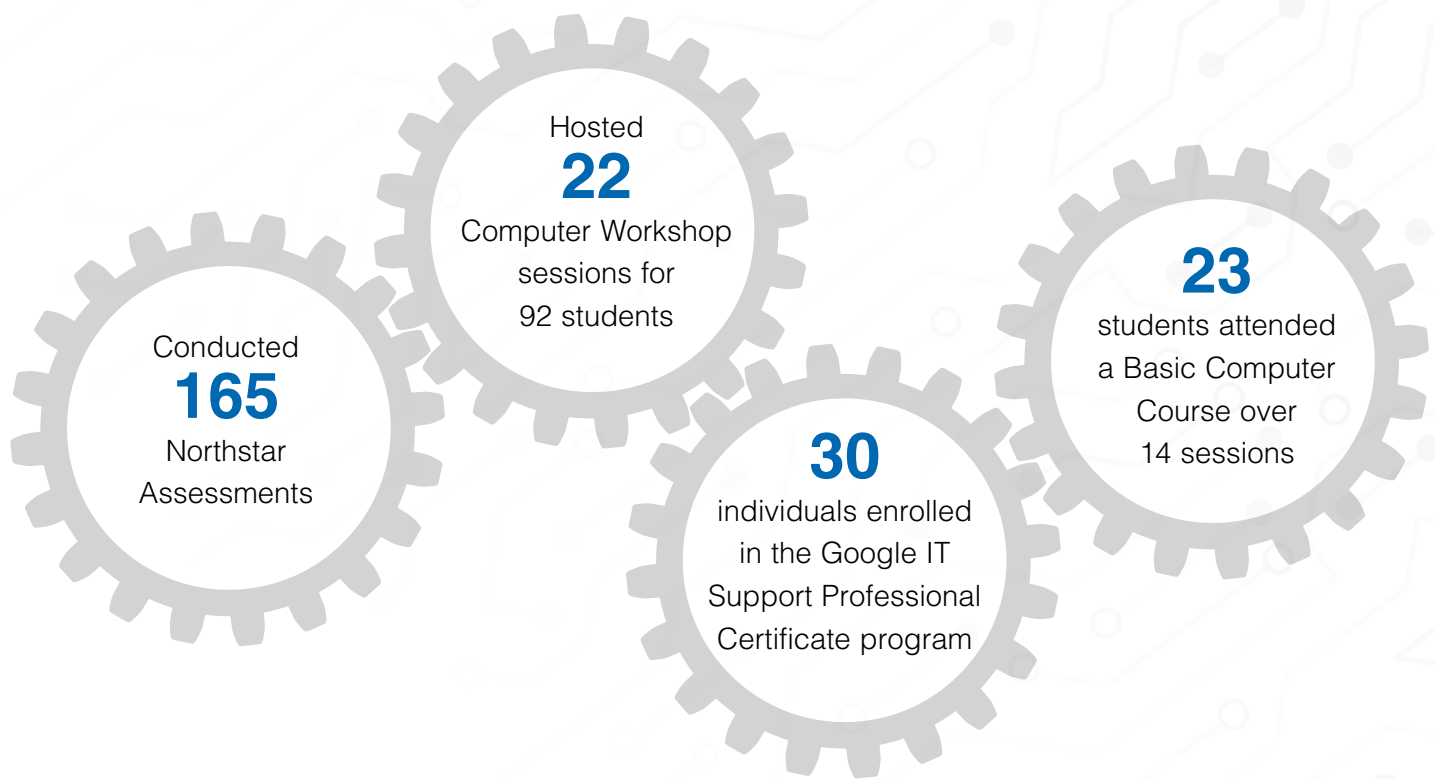 Conducted
165
Northstar
Assessments
Hosted
22
Computer Workshop
sessions for
92 students
30
individuals enrolled
in the Google IT
Support Professional
Certificate program
23
students attended
a Basic Computer
Course over
14 sessions